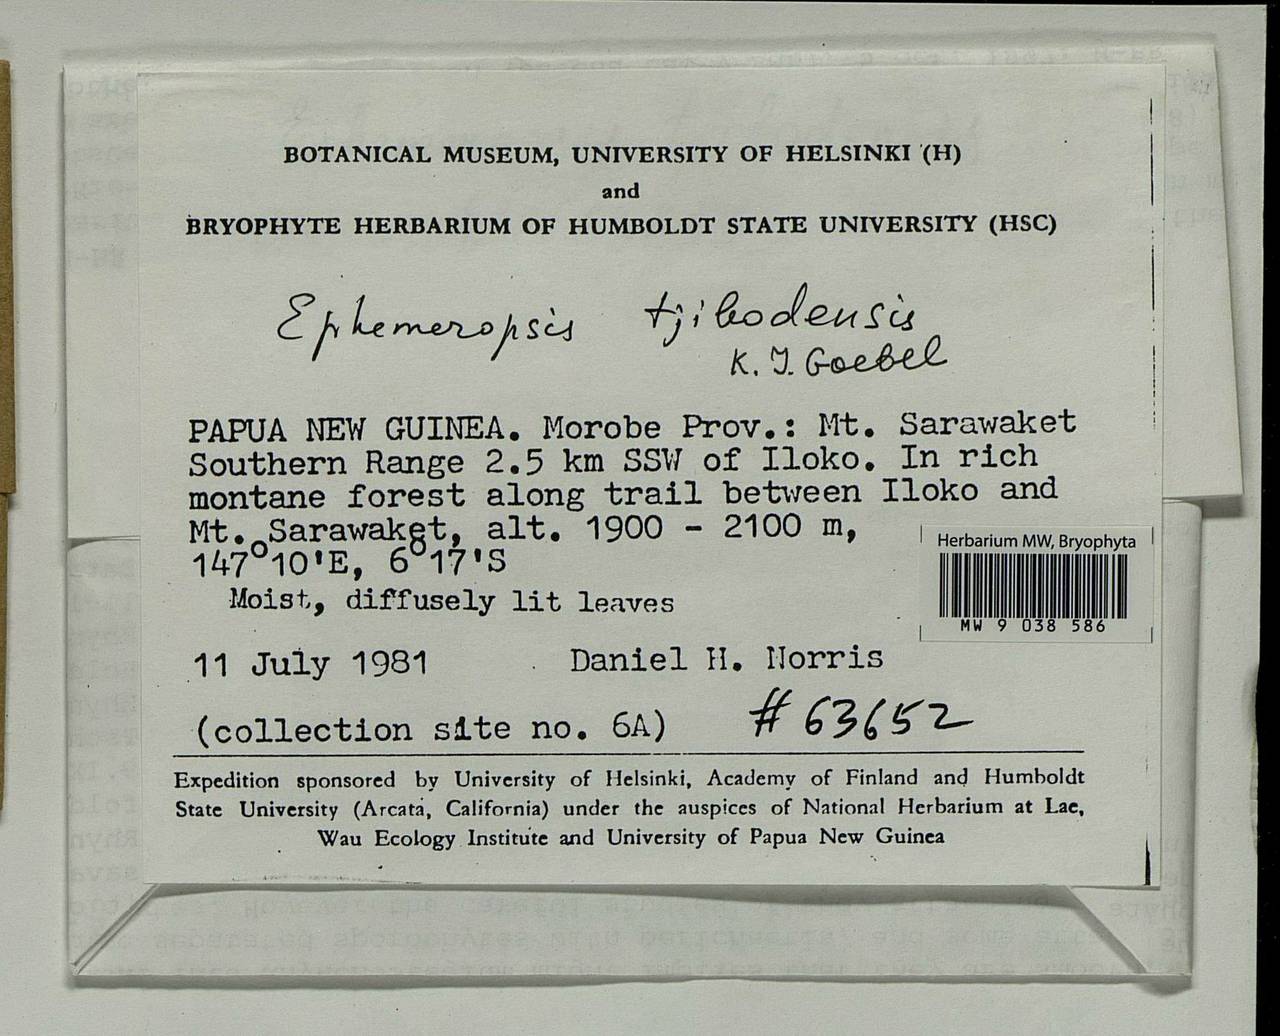 BOTANICAL MUSEUM, UNIVERSITY OF HELSINKI (H)
and
BRYOPHYTE HERBARIUM OF HUMBOLDT STATE UNIVERSITY (HSC)
Ephemeropsis tjibodensis
K. I. Goebel
PAPUA NEW GUINEA. Morobe Prov.: Mt. Sarawaket
Southern Range 2.5 km SSW of Iloko. In rich
montane forest along trail between Iloko and
Mt. Sarawaket, alt. 1900 - 2100 m,
147°10'E, 6°17'S
Moist, diffusely lit leaves
Herbarium MW, Bryophyta
MW 9 038 586
11 July 1981 Daniel H. Norris
(collection site no. 6A) #63652
Expedition sponsored by University of Helsinki, Academy of Finland and Humboldt
State University (Arcata, California) under the auspices of National Herbarium at Lae,
Wau Ecology Institute and University of Papua New Guinea